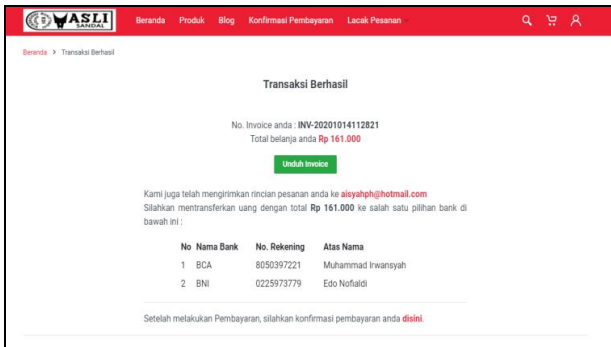 ASLI
SANDAL
Beranda Produk Blog Konfirmasi Pembayaran Lacak Pesanan
Beranda > Transaksi Berhasil
Transaksi Berhasil
No. Invoice anda : INV-20201014112821
Total belanja anda Rp 161.000
Unduh Invoice
Kami juga telah mengirimkan rincian pesanan anda ke aisyahph@hotmail.com
Silahkan mentransferkan uang dengan total Rp 161.000 ke salah satu pilihan bank di
bawah ini :
No Nama Bank No. Rekening Atas Nama
1 BCA 8050397221 Muhammad Irwansyah
2 BNI 0225973779 Edo Nofialdi
Setelah melakukan Pembayaran, silahkan konfirmasi pembayaran anda disini.